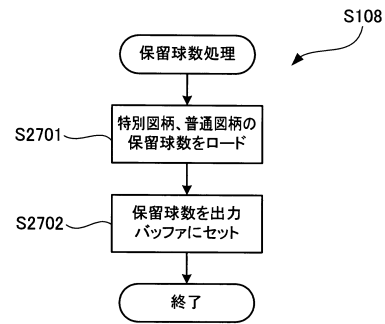 S108
保留球数処理
S2701
特別図柄、普通図柄の
保留球数をロード
S2702
保留球数を出力
バッファにセット
終了